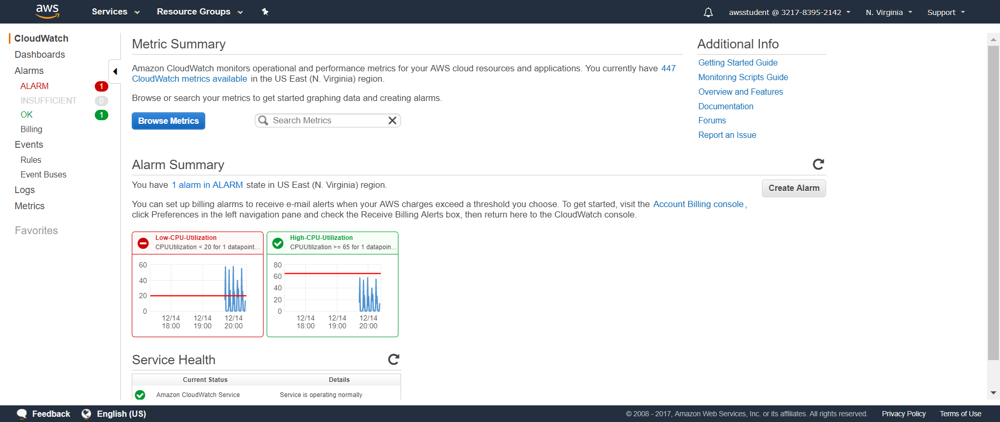 aws
Services
Resource Groups
awsstudent @ 3217-8395-2142
N. Virginia
Support
CloudWatch
Dashboards
Alarms
ALARM 1
INSUFFICIENT 0
OK 1
Billing
Events
Rules
Event Buses
Logs
Metrics
Favorites
Metric Summary
Amazon CloudWatch monitors operational and performance metrics for your AWS cloud resources and applications. You currently have 447
CloudWatch metrics available in the US East (N. Virginia) region.
Browse or search your metrics to get started graphing data and creating alarms.
Browse Metrics
Search Metrics
Additional Info
Getting Started Guide
Monitoring Scripts Guide
Overview and Features
Documentation
Forums
Report an Issue
Alarm Summary
You have 1 alarm in ALARM state in US East (N. Virginia) region.
Create Alarm
You can set up billing alarms to receive e-mail alerts when your AWS charges exceed a threshold you choose. To get started, visit the Account Billing console,
click Preferences in the left navigation pane and check the Receive Billing Alerts box, then return here to the CloudWatch console.
Low-CPU-Utilization
CPUUtilization < 20 for 1 datapoint...
60
40
20
0
12/14 12/14 12/14
18:00 19:00 20:00
High-CPU-Utilization
CPUUtilization >= 65 for 1 datapoin...
80
60
40
20
0
12/14 12/14 12/14
18:00 19:00 20:00
Service Health
Current Status Details
Amazon CloudWatch Service Service is operating normally
Feedback
English (US)
© 2008 - 2017, Amazon Web Services, Inc. or its affiliates. All rights reserved.
Privacy Policy
Terms of Use